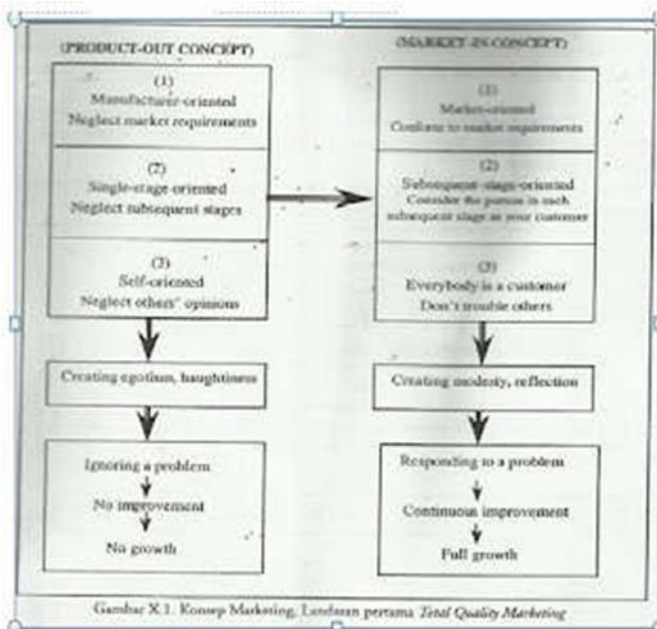 (PRODUCT-OUT CONCEPT)
(1)
Manufacturer-oriented
Neglect market requirements
(2)
Single-stage-oriented
Neglect subsequent stages
(3)
Self-oriented
Neglect others' opinions
Creating egotism, haughtiness
Ignoring a problem
No improvement
No growth
(MARKET-IN CONCEPT)
(1)
Market-oriented
Conform to market requirements
(2)
Subsequent-stage-oriented
Consider the person in each
subsequent stage as your customer
(3)
Everybody is a customer
Don't trouble others
Creating modesty, reflection
Responding to a problem
Continuous improvement
Full growth
Gambar X.1. Konsep Marketing, Landasan pertama Total Quality Marketing